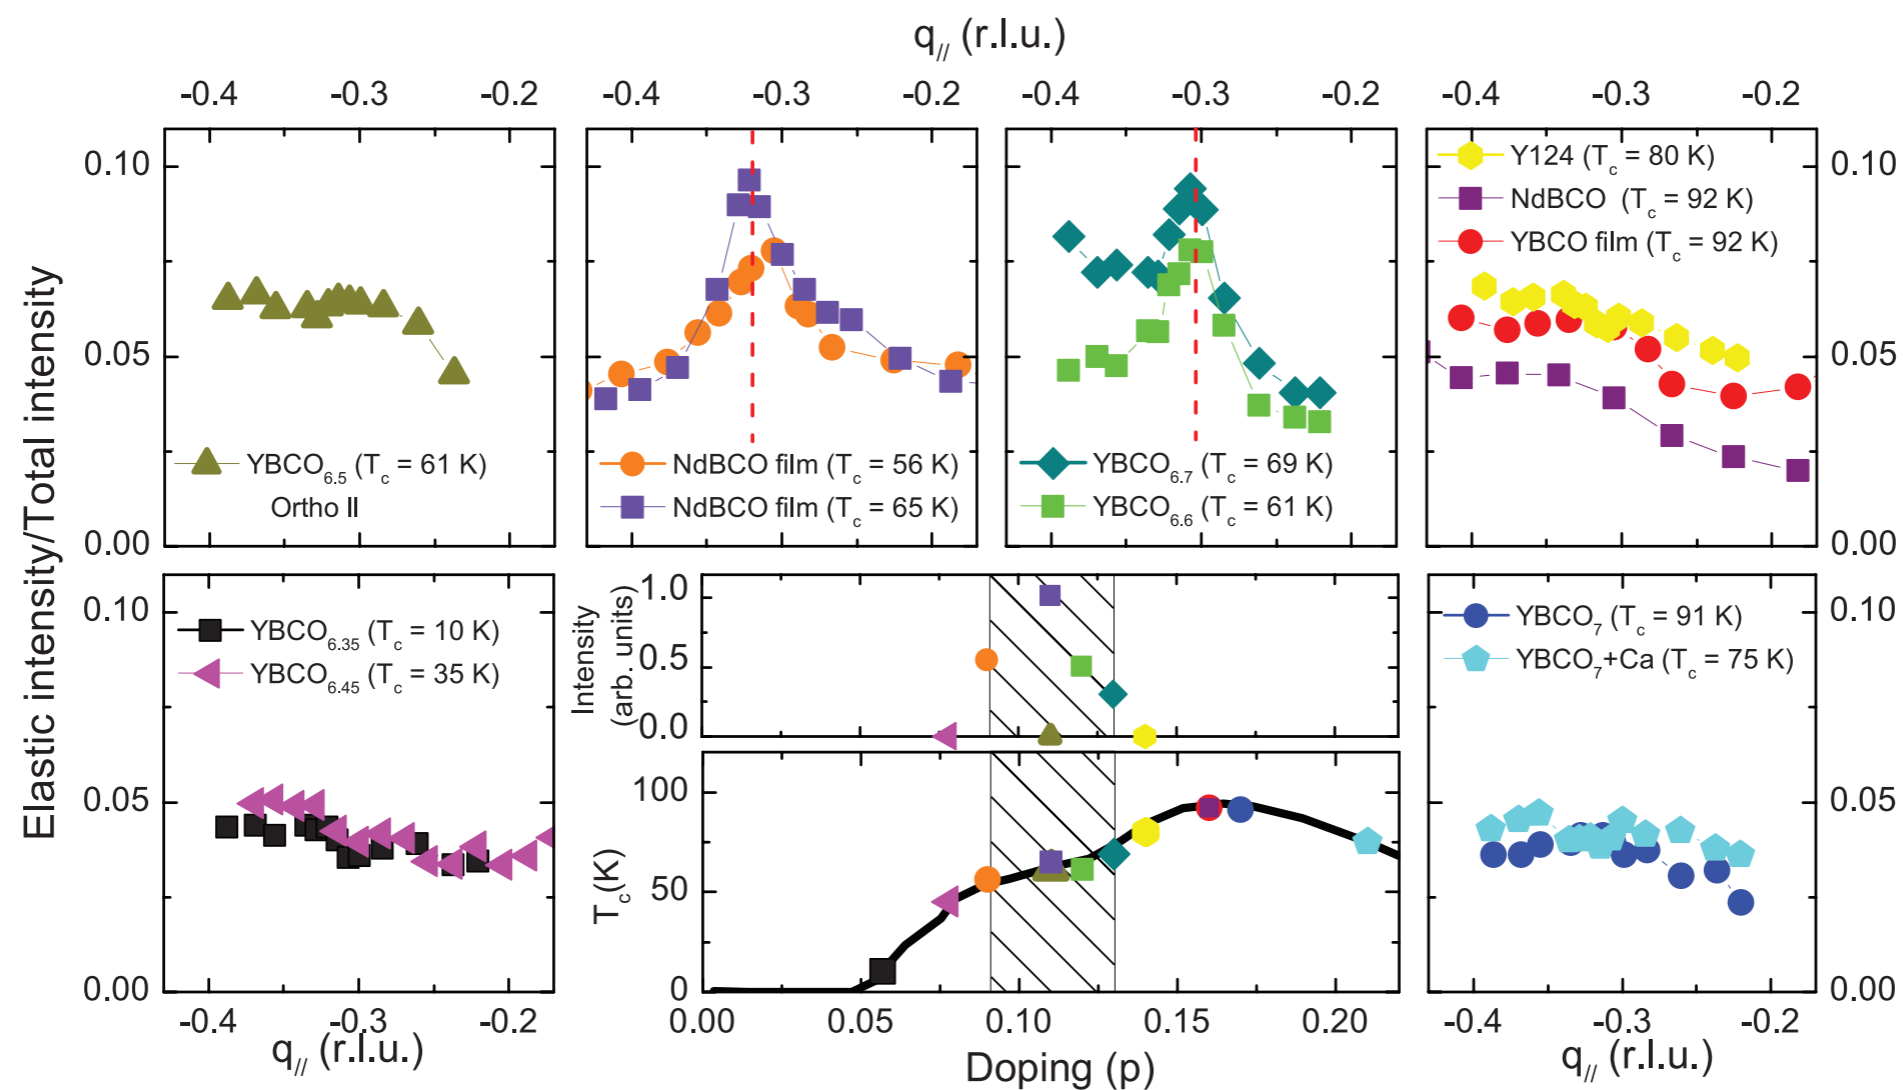 q// (r.l.u.)
-0.4 -0.3 -0.2 -0.4 -0.3 -0.2 -0.4 -0.3 -0.2 -0.4 -0.3 -0.2
Elastic intensity/Total intensity
0.10
0.05
0.00
YBCO6.5 (Tc = 61 K)
Ortho II
NdBCO film (Tc = 56 K)
NdBCO film (Tc = 65 K)
YBCO6.7 (Tc = 69 K)
YBCO6.6 (Tc = 61 K)
Y124 (Tc = 80 K)
NdBCO (Tc = 92 K)
YBCO film (Tc = 92 K)
0.10
0.05
0.00
0.10
0.05
0.00
YBCO6.35 (Tc = 10 K)
YBCO6.45 (Tc = 35 K)
-0.4 -0.3 -0.2
q// (r.l.u.)
Intensity
(arb. units)
1.0
0.5
0.0
Tc(K)
100
50
0
0.00 0.05 0.10 0.15 0.20
Doping (p)
YBCO7 (Tc = 91 K)
YBCO7+Ca (Tc = 75 K)
0.10
0.05
0.00
-0.4 -0.3 -0.2
q// (r.l.u.)